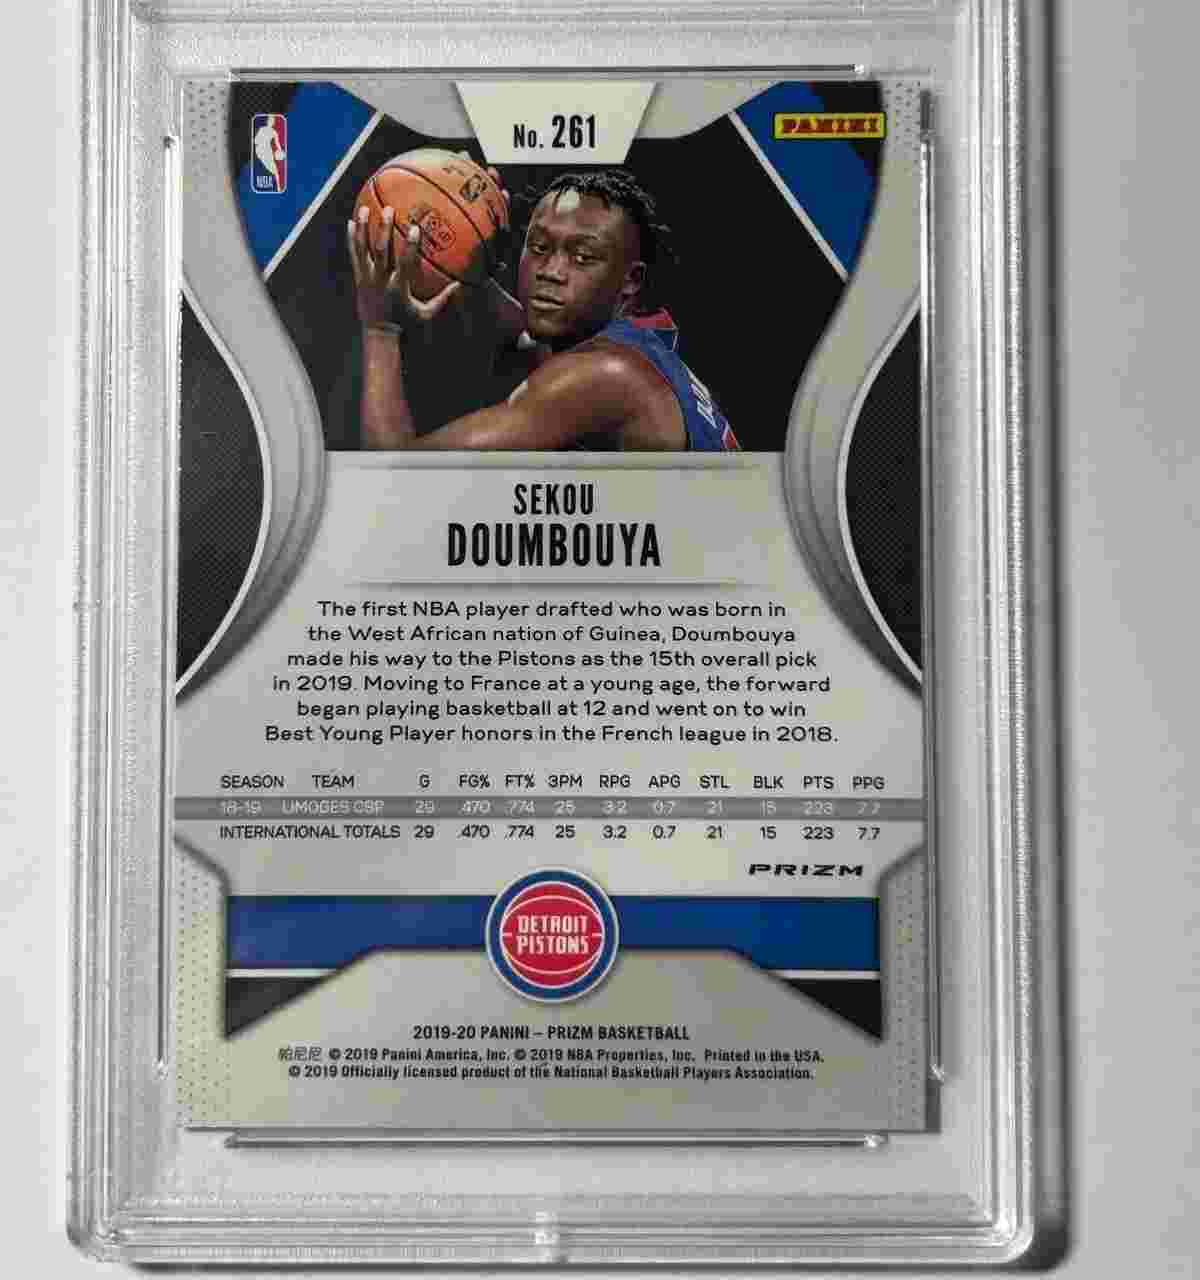 No. 261
PANINI
NBA
SEKOU
DOUMBOUYA
The first NBA player drafted who was born in
the West African nation of Guinea, Doumbouya
made his way to the Pistons as the 15th overall pick
in 2019. Moving to France at a young age, the forward
began playing basketball at 12 and went on to win
Best Young Player honors in the French league in 2018.
SEASON TEAM G FG% FT% 3PM RPG APG STL BLK PTS PPG
18-19 LIMOGES CSP 29 .470 .774 25 3.2 0.7 21 15 223 7.7
INTERNATIONAL TOTALS 29 .470 .774 25 3.2 0.7 21 15 223 7.7
PRIZM
DETROIT
PISTONS
2019-20 PANINI – PRIZM BASKETBALL
帕尼尼 © 2019 Panini America, Inc. © 2019 NBA Properties, Inc. Printed in the USA.
© 2019 Officially licensed product of the National Basketball Players Association.